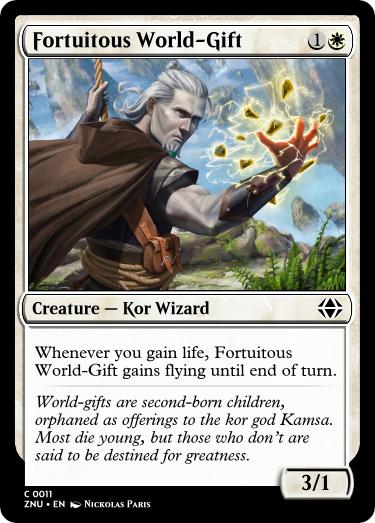 Fortuitous World-Gift 1
Creature — Kor Wizard
Whenever you gain life, Fortuitous
World-Gift gains flying until end of turn.
World-gifts are second-born children,
orphaned as offerings to the kor god Kamsa.
Most die young, but those who don't are
said to be destined for greatness.
3/1
C 0011
ZNU • EN Nickolas Paris